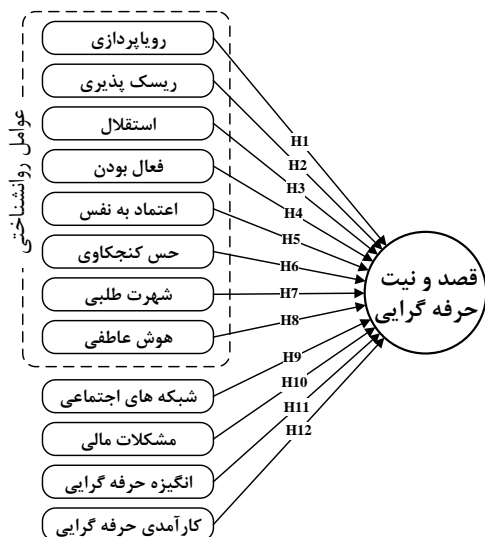 عوامل روانشناختی
رویاپردازی
ریسک پذیری
استقلال
فعال بودن
اعتماد به نفس
حس کنجکاوی
شهرت طلبی
هوش عاطفی
شبکه های اجتماعی
مشکلات مالی
انگیزه حرفه گرایی
کارآمدی حرفه گرایی
H1
H2
H3
H4
H5
H6
H7
H8
H9
H10
H11
H12
قصد و نیت
حرفه گرایی